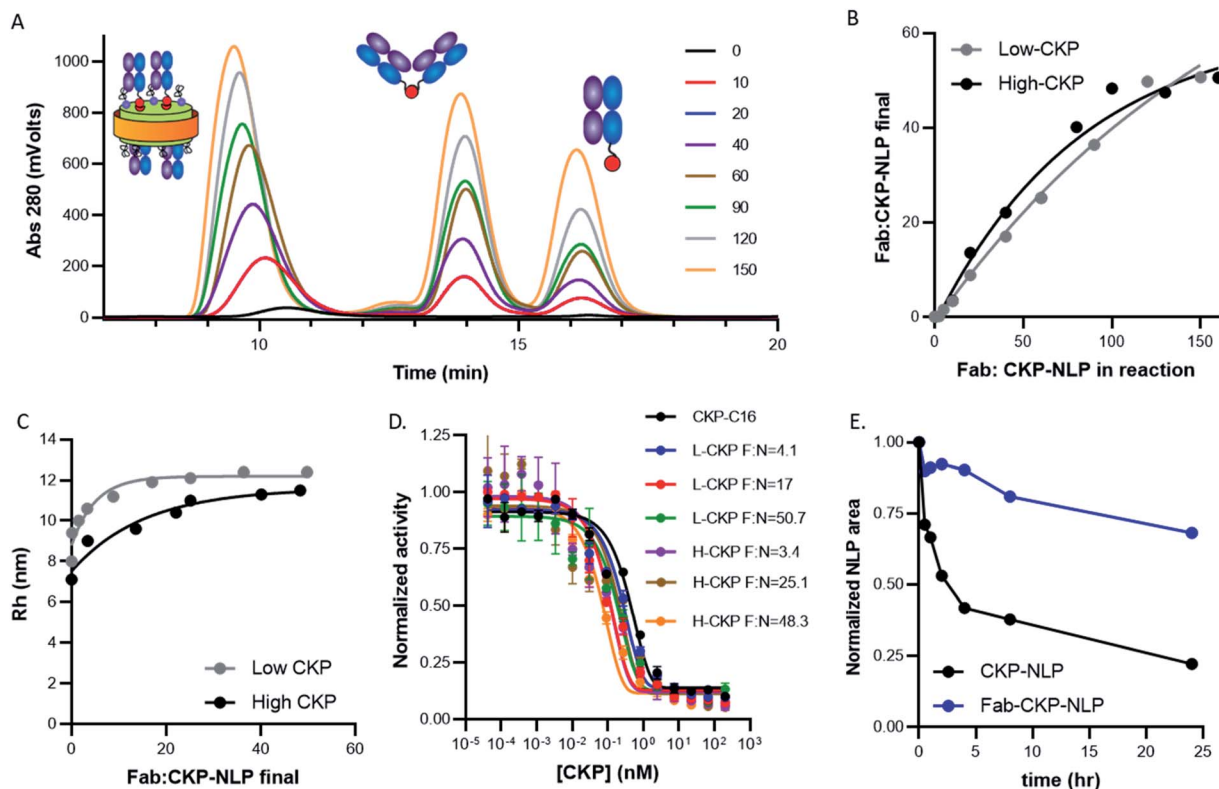 A
Abs 280 (mVolts)
1000
800
600
400
200
0
10
15
20
Time (min)
0
10
20
40
60
90
120
150
B
Fab:CKP-NLP final
60
40
20
0
Low-CKP
High-CKP
0
50
100
150
Fab: CKP-NLP in reaction
C.
Rh (nm)
14
12
10
8
6
4
2
0
Low CKP
High CKP
0
20
40
60
Fab:CKP-NLP final
D.
Normalized activity
1.25
1.00
0.75
0.50
0.25
0.00
CKP-C16
L-CKP F:N=4.1
L-CKP F:N=17
L-CKP F:N=50.7
H-CKP F:N=3.4
H-CKP F:N=25.1
H-CKP F:N=48.3
10-5 10-4 10-3 10-2 10-1 100 101 102 103
[CKP] (nM)
E.
Normalized NLP area
1.00
0.75
0.50
0.25
0.00
CKP-NLP
Fab-CKP-NLP
0
5
10
15
20
25
time (hr)